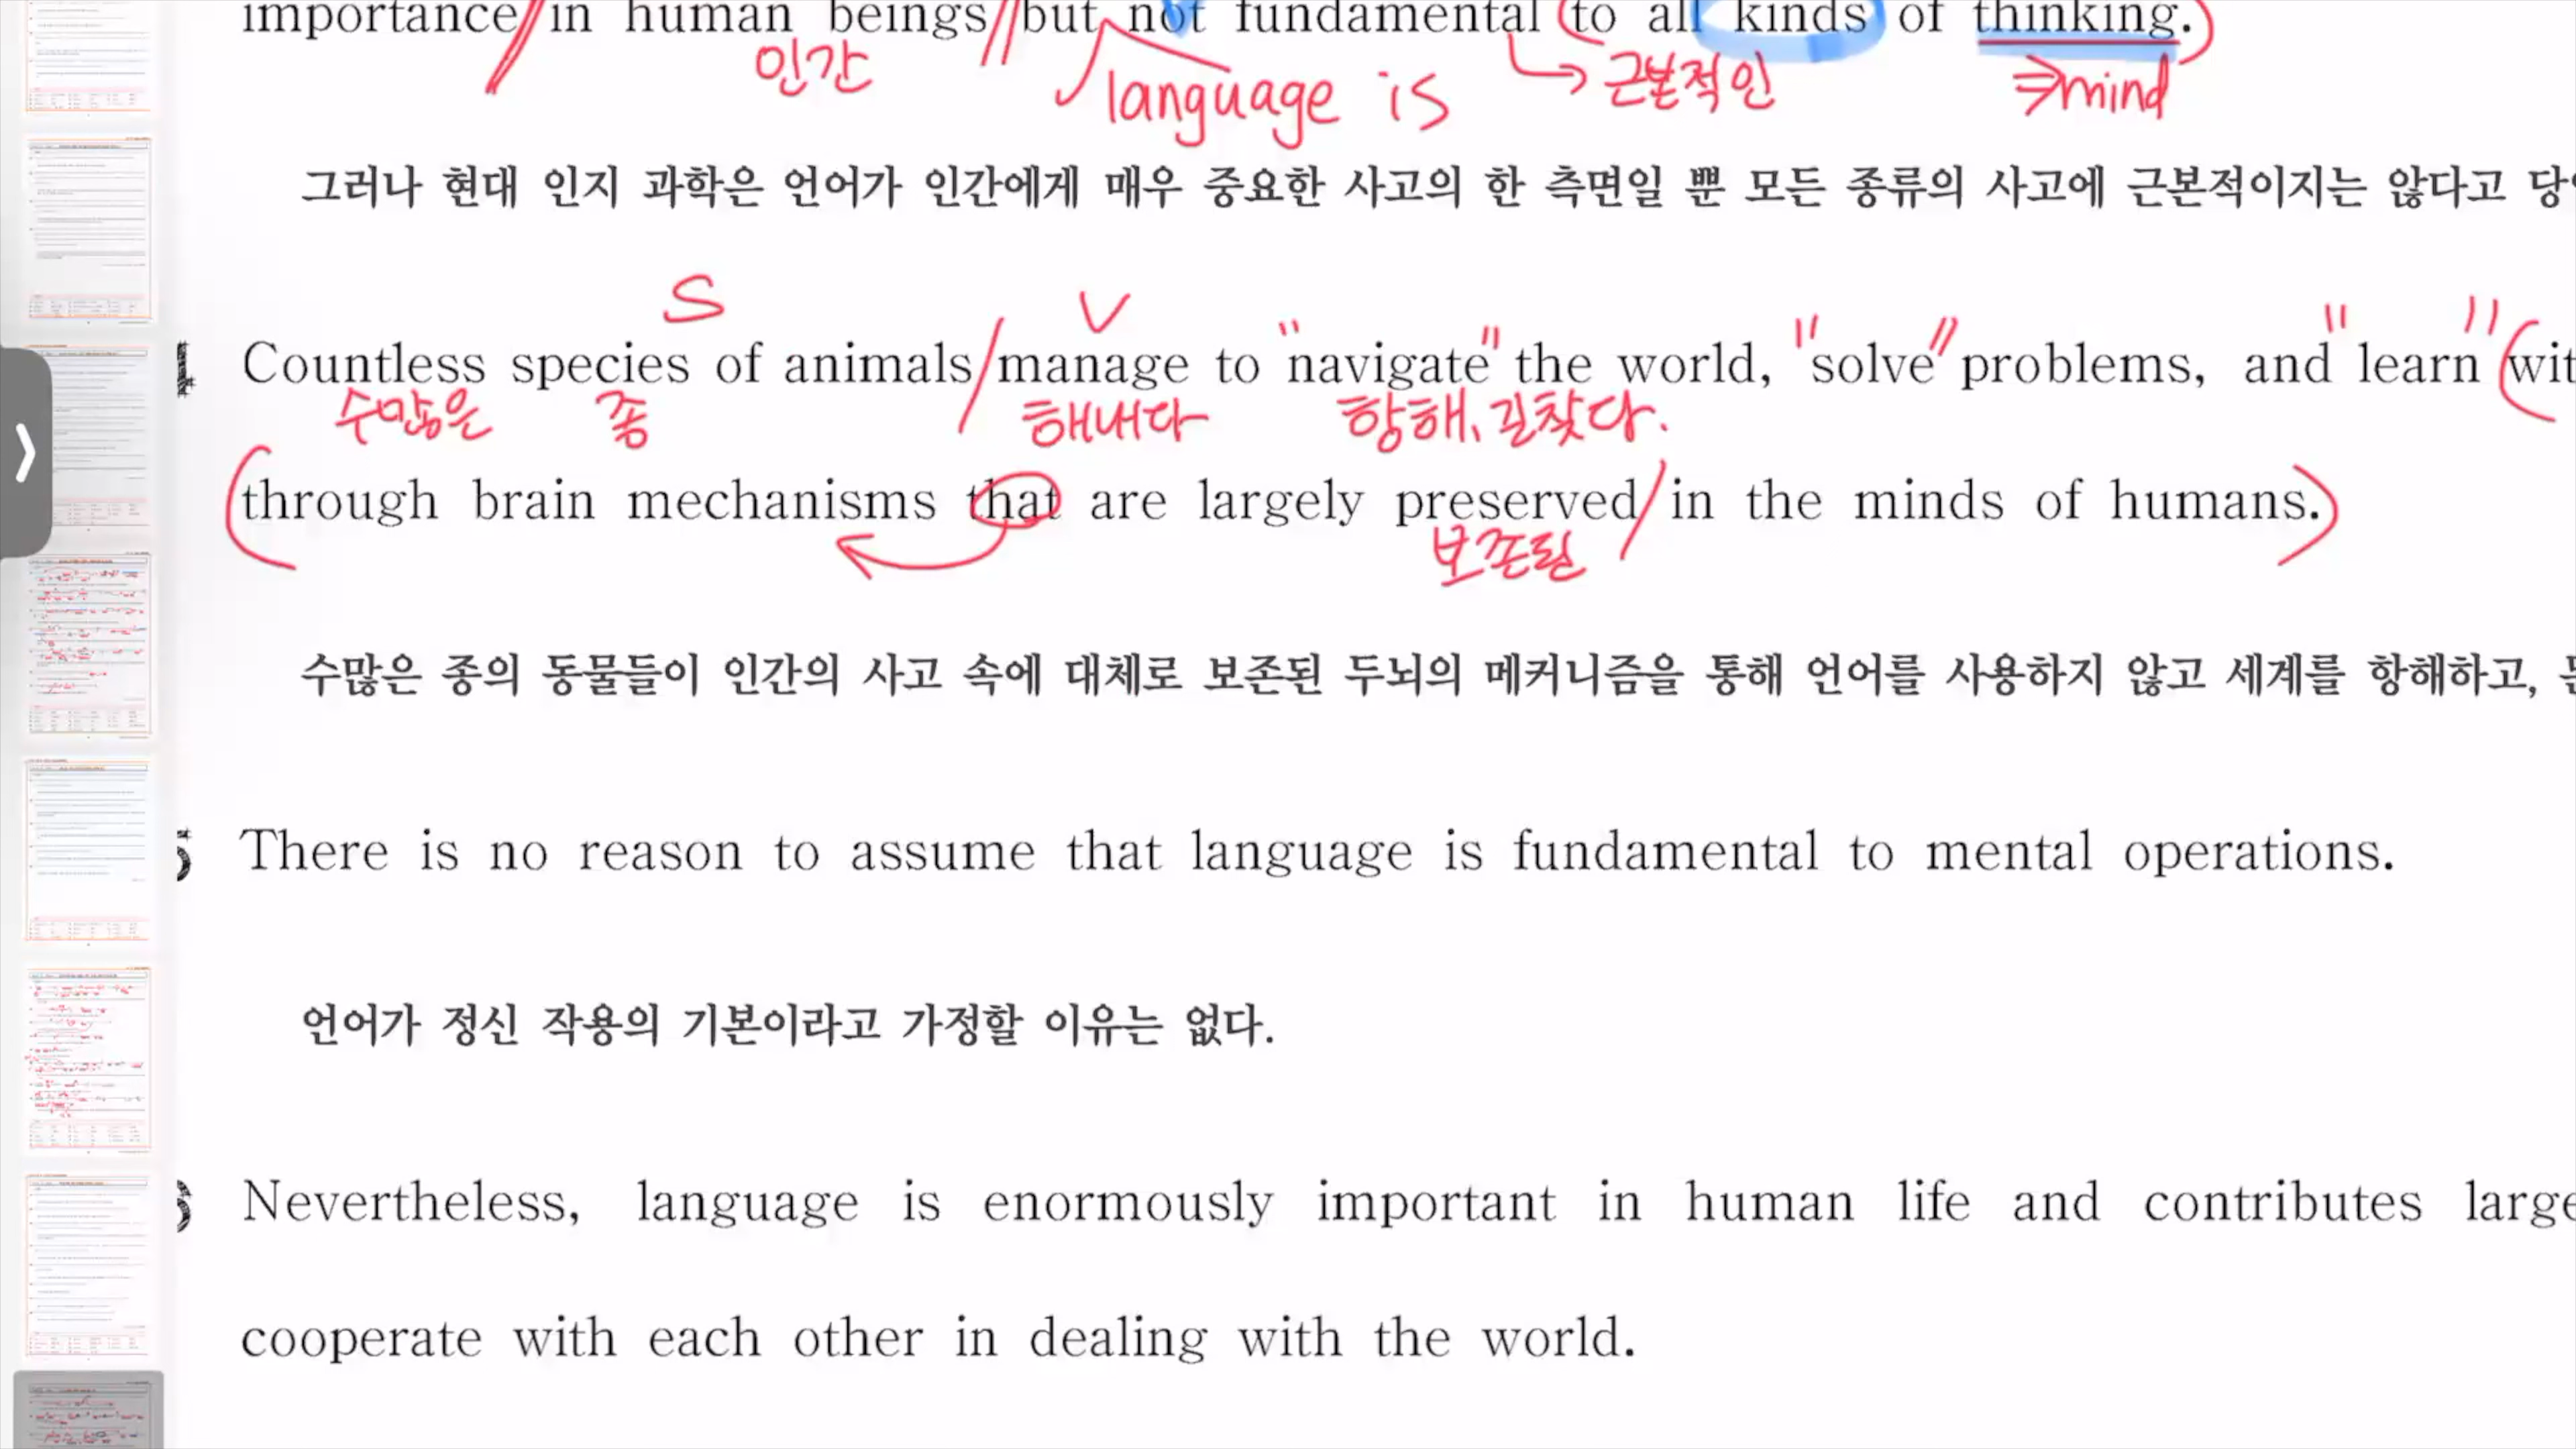 importance in human beings but not fundamental to all kinds of thinking.
인간 language is 근본적인 ⇒mind
그러나 현대 인지 과학은 언어가 인간에게 매우 중요한 사고의 한 측면일 뿐 모든 종류의 사고에 근본적이지는 않다고
S V
Countless species of animals manage to "navigate" the world, "solve" problems, and "learn"
수많은 종 해내다 항해, 길찾다.
through brain mechanisms that are largely preserved in the minds of humans.
보존된
수많은 종의 동물들이 인간의 사고 속에 대체로 보존된 두뇌의 메커니즘을 통해 언어를 사용하지 않고 세계를 항해하고,
There is no reason to assume that language is fundamental to mental operations.
언어가 정신 작용의 기본이라고 가정할 이유는 없다.
Nevertheless, language is enormously important in human life and contributes
cooperate with each other in dealing with the world.